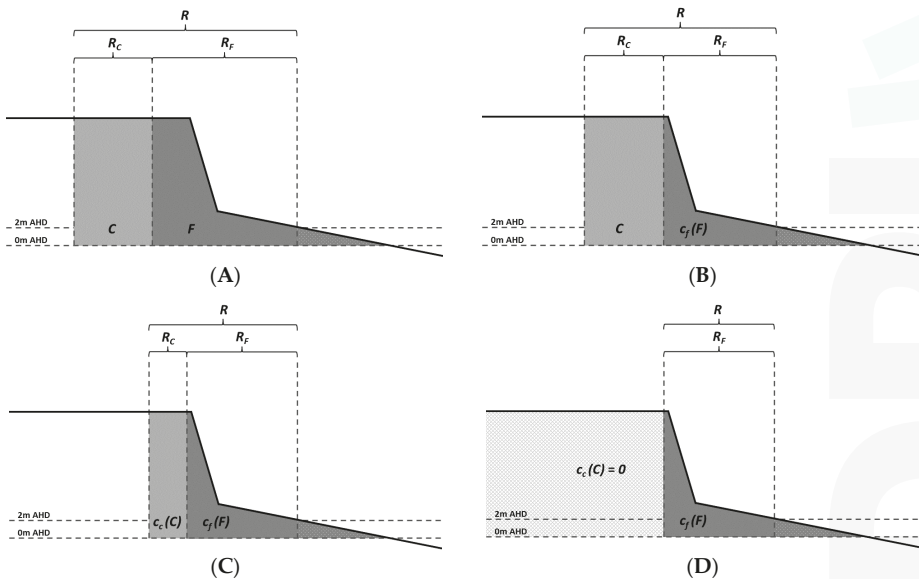 R
R_C R_F
2m AHD
0m AHD
C F
(A)
R
R_C R_F
2m AHD
0m AHD
C c_f (F)
(B)
R
R_C R_F
2m AHD
0m AHD
c_c (C) c_f (F)
(C)
R
R_F
c_c (C) = 0
2m AHD
0m AHD
c_f (F)
(D)